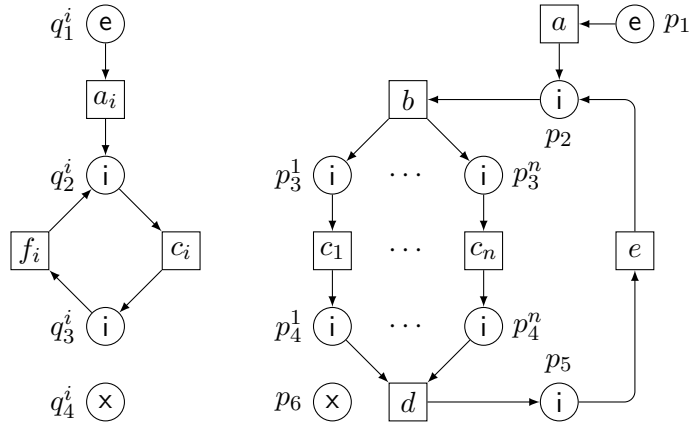 q_1^i e a e p_1
a_i b i
p_2
q_2^i i p_3^1 i ⋯ i p_3^n
f_i c_i c_1 ⋯ c_n e
q_3^i i p_4^1 i ⋯ i p_4^n
p_5
q_4^i x p_6 x d i